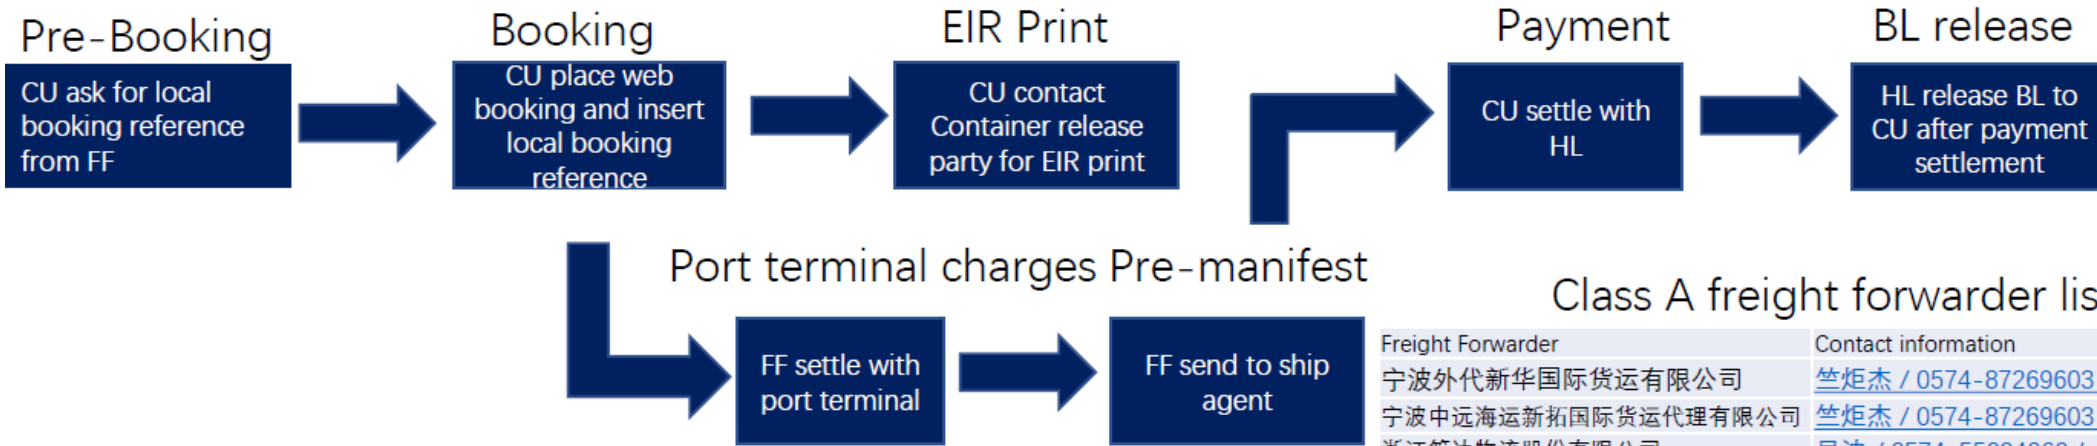 Pre-Booking
CU ask for local
booking reference
from FF
Booking
CU place web
booking and insert
local booking
reference
EIR Print
CU contact
Container release
party for EIR print
Payment
CU settle with
HL
BL release
HL release BL to
CU after payment
settlement
Port terminal charges
FF settle with
port terminal
Pre-manifest
FF send to ship
agent
Class A freight forwarder lis
Freight Forwarder Contact information
宁波外代新华国际货运有限公司 竺炬杰 / 0574-87269603
宁波中远海运新拓国际货运代理有限公司 竺炬杰 / 0574-87269603